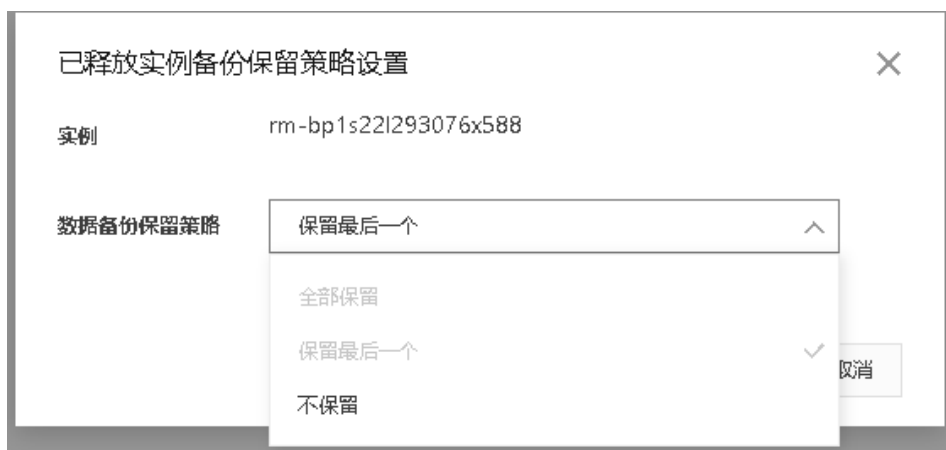 已释放实例备份保留策略设置
实例
rm-bp1s22l293076x588
数据备份保留策略
保留最后一个
全部保留
保留最后一个
不保留
取消